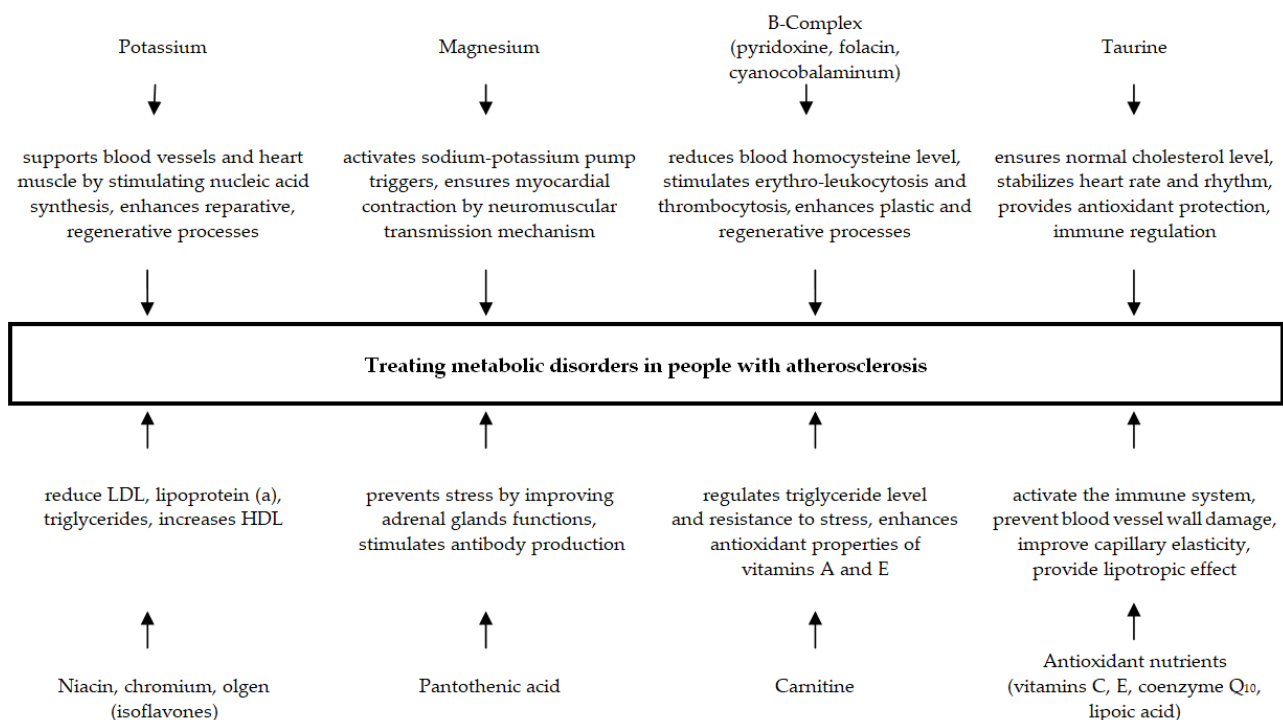 Potassium
Magnesium
B-Complex
(pyridoxine, folacin,
cyanocobalaminum)
Taurine
supports blood vessels and heart
muscle by stimulating nucleic acid
synthesis, enhances reparative,
regenerative processes
activates sodium-potassium pump
triggers, ensures myocardial
contraction by neuromuscular
transmission mechanism
reduces blood homocysteine level,
stimulates erythro-leukocytosis and
thrombocytosis, enhances plastic and
regenerative processes
ensures normal cholesterol level,
stabilizes heart rate and rhythm,
provides antioxidant protection,
immune regulation
Treating metabolic disorders in people with atherosclerosis
reduce LDL, lipoprotein (a),
triglycerides, increases HDL
prevents stress by improving
adrenal glands functions,
stimulates antibody production
regulates triglyceride level
and resistance to stress, enhances
antioxidant properties of
vitamins A and E
activate the immune system,
prevent blood vessel wall damage,
improve capillary elasticity,
provide lipotropic effect
Niacin, chromium, olgen
(isoflavones)
Pantothenic acid
Carnitine
Antioxidant nutrients
(vitamins C, E, coenzyme Q10,
lipoic acid)